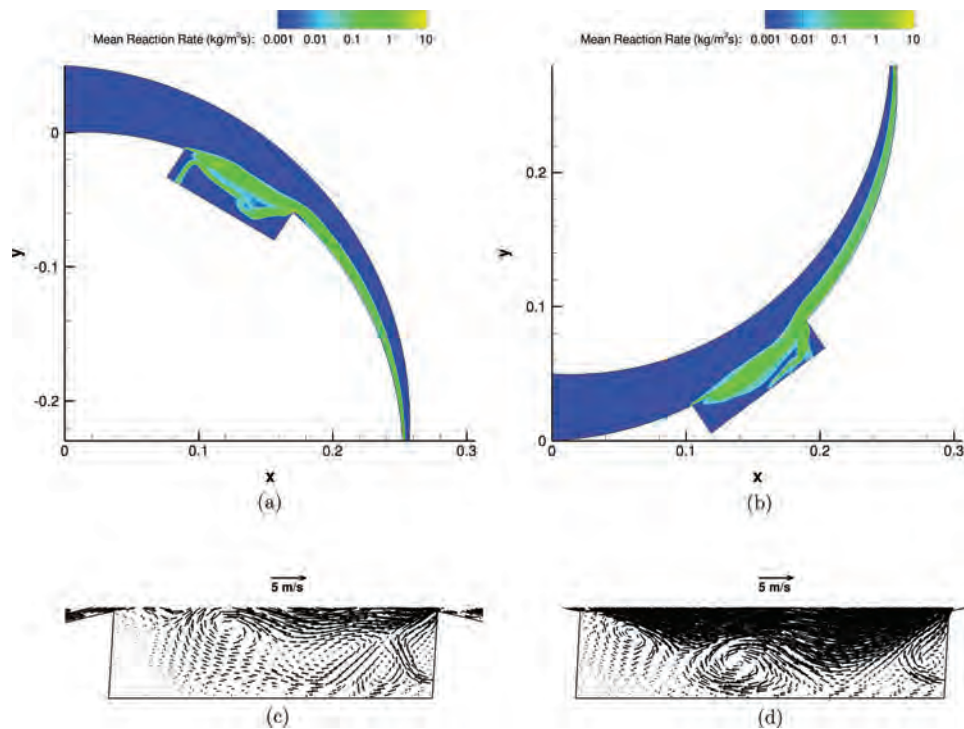 Mean Reaction Rate (kg/m³s): 0.001 0.01 0.1 1 10
Mean Reaction Rate (kg/m³s): 0.001 0.01 0.1 1 10
y
0
-0.1
-0.2
0 0.1 0.2 0.3
x
(a)
y
0.2
0.1
0
0 0.1 0.2 0.3
x
(b)
5 m/s
(c)
5 m/s
(d)